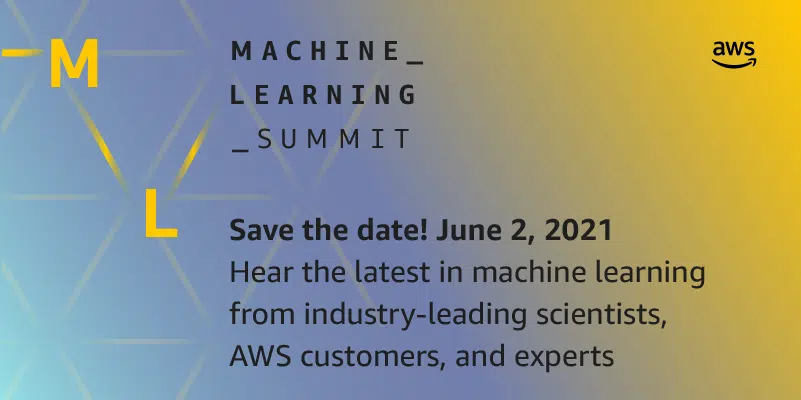 M
L
MACHINE_
LEARNING
_SUMMIT
aws
Save the date! June 2, 2021
Hear the latest in machine learning
from industry-leading scientists,
AWS customers, and experts